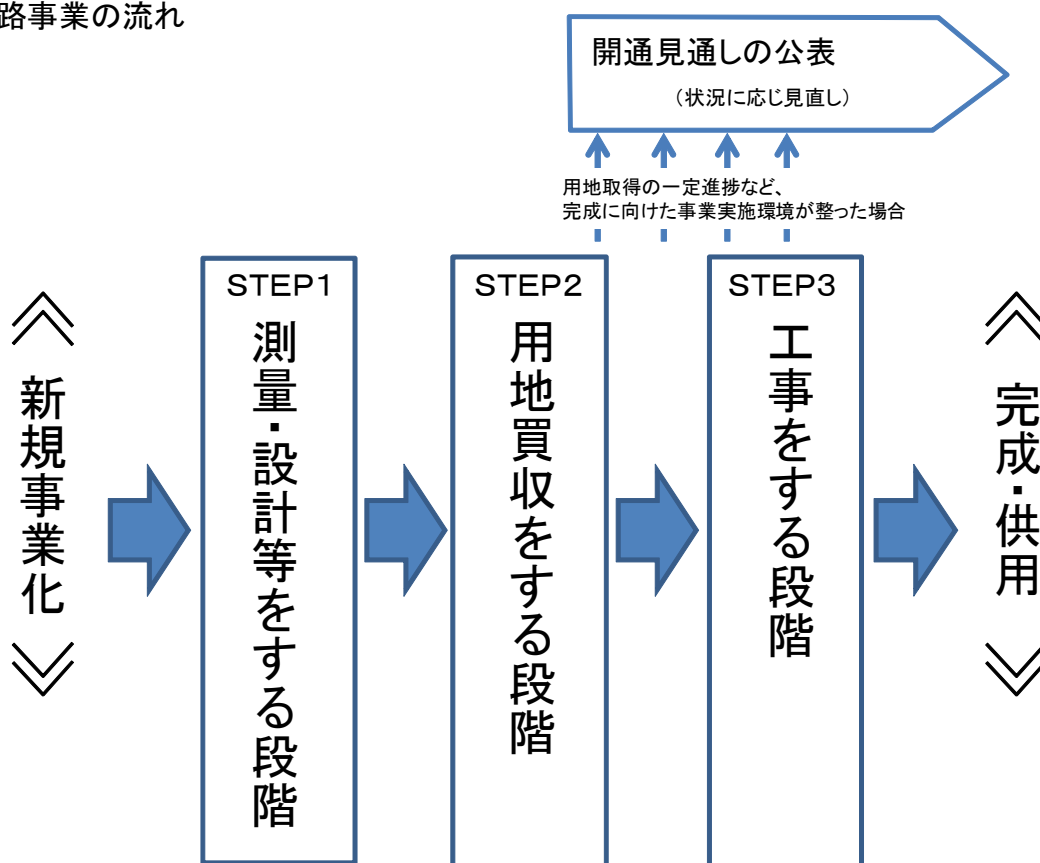 路事業の流れ
開通見通しの公表
（状況に応じ見直し）
用地取得の一定進捗など、
完成に向けた事業実施環境が整った場合
《新規事業化》
STEP1
測量・設計等をする段階
STEP2
用地買収をする段階
STEP3
工事をする段階
《完成・供用》